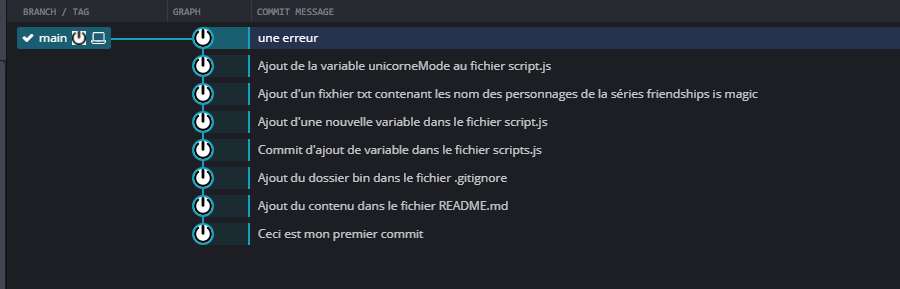 BRANCH / TAG GRAPH COMMIT MESSAGE
main une erreur
Ajout de la variable unicorneMode au fichier script.js
Ajout d'un fixhier txt contenant les nom des personnages de la séries friendships is magic
Ajout d'une nouvelle variable dans le fichier script.js
Commit d'ajout de variable dans le fichier scripts.js
Ajout du dossier bin dans le fichier .gitignore
Ajout du contenu dans le fichier README.md
Ceci est mon premier commit